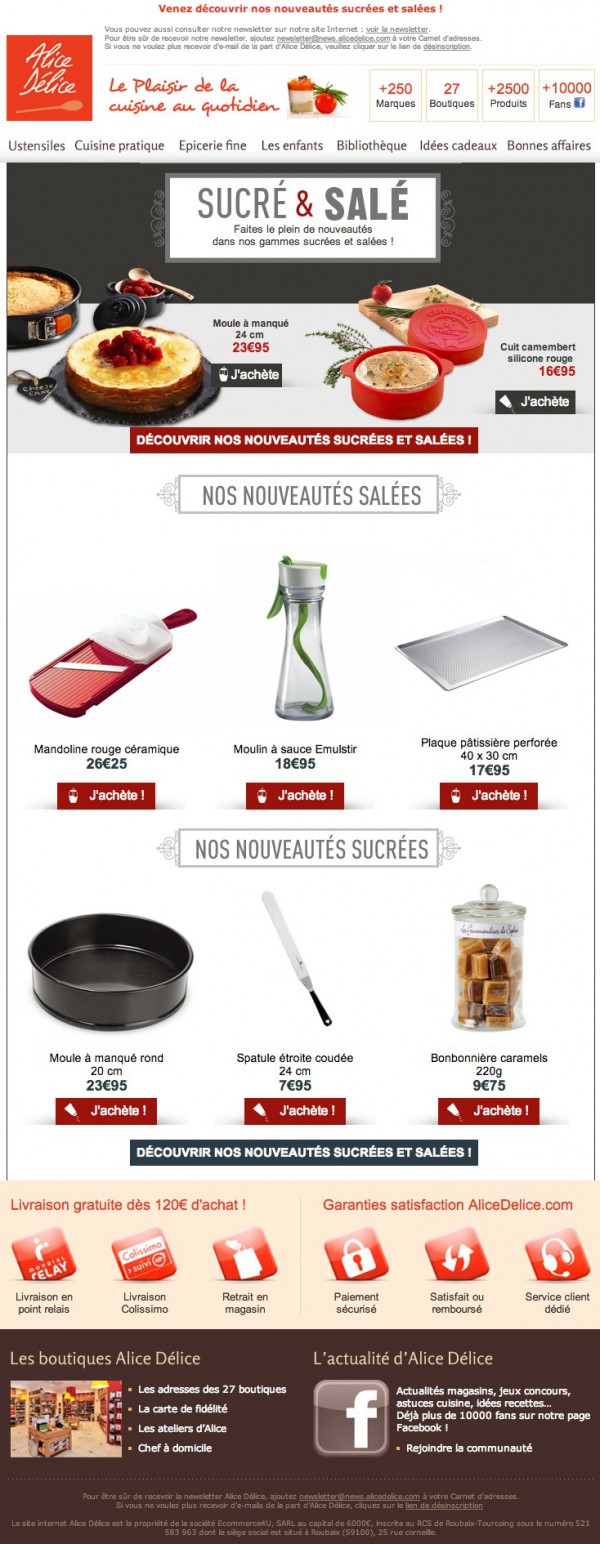 Venez découvrir nos nouveautés sucrées et salées !
Vous pouvez aussi consulter notre newsletter sur notre site Internet : voir la newsletter.
Pour être sûr de recevoir notre newsletter, ajoutez newsletter@news.alicedelice.com à votre Carnet d'adresses.
Si vous ne voulez plus recevoir d'e-mail de la part d'Alice Délice, veuillez cliquer sur le lien de désinscription.
Alice
Délice
Le Plaisir de la
cuisine au quotidien
+250
Marques
27
Boutiques
+2500
Produits
+10000
Fans f
Ustensiles Cuisine pratique Epicerie fine Les enfants Bibliothèque Idées cadeaux Bonnes affaires
SUCRÉ & SALÉ
Faites le plein de nouveautés
dans nos gammes sucrées et salées !
Moule à manqué
24 cm
23€95
J'achète
cheese
cake
Cuit camembert
silicone rouge
16€95
J'achète
DÉCOUVRIR NOS NOUVEAUTÉS SUCRÉES ET SALÉES !
NOS NOUVEAUTÉS SALÉES
Mandoline rouge céramique
26€25
J'achète !
Moulin à sauce Emulstir
18€95
J'achète !
Plaque pâtissière perforée
40 x 30 cm
17€95
J'achète !
NOS NOUVEAUTÉS SUCRÉES
Les Gourmandises de Sophie
Moule à manqué rond
20 cm
23€95
J'achète !
Spatule étroite coudée
24 cm
7€95
J'achète !
Bonbonnière caramels
220g
9€75
J'achète !
DÉCOUVRIR NOS NOUVEAUTÉS SUCRÉES ET SALÉES !
Livraison gratuite dès 120€ d'achat !
MONDIAL
RELAY
Livraison en
point relais
Colissimo
suivi 48H
Livraison
Colissimo
Retrait en
magasin
Garanties satisfaction AliceDelice.com
Paiement
sécurisé
Satisfait ou
remboursé
Service client
dédié
Les boutiques Alice Délice
Les adresses des 27 boutiques
La carte de fidélité
Les ateliers d'Alice
Chef à domicile
L'actualité d'Alice Délice
f
Actualités magasins, jeux concours,
astuces cuisine, idées recettes...
Déjà plus de 10000 fans sur notre page
Facebook !
Rejoindre la communauté
Pour être sûr de recevoir la newsletter Alice Délice, ajoutez newsletter@news.alicedelice.com à votre Carnet d'adresses.
Si vous ne voulez plus recevoir d'e-mails de la part d'Alice Délice, cliquez sur le lien de désinscription
Le site internet Alice Délice est la propriété de la société Ecommerce4U, SARL au capital de 6000€, inscrite au RCS de Roubaix-Tourcoing sous le numéro 521
583 963 dont le siège social est situé à Roubaix (59100), 25 rue corneille.